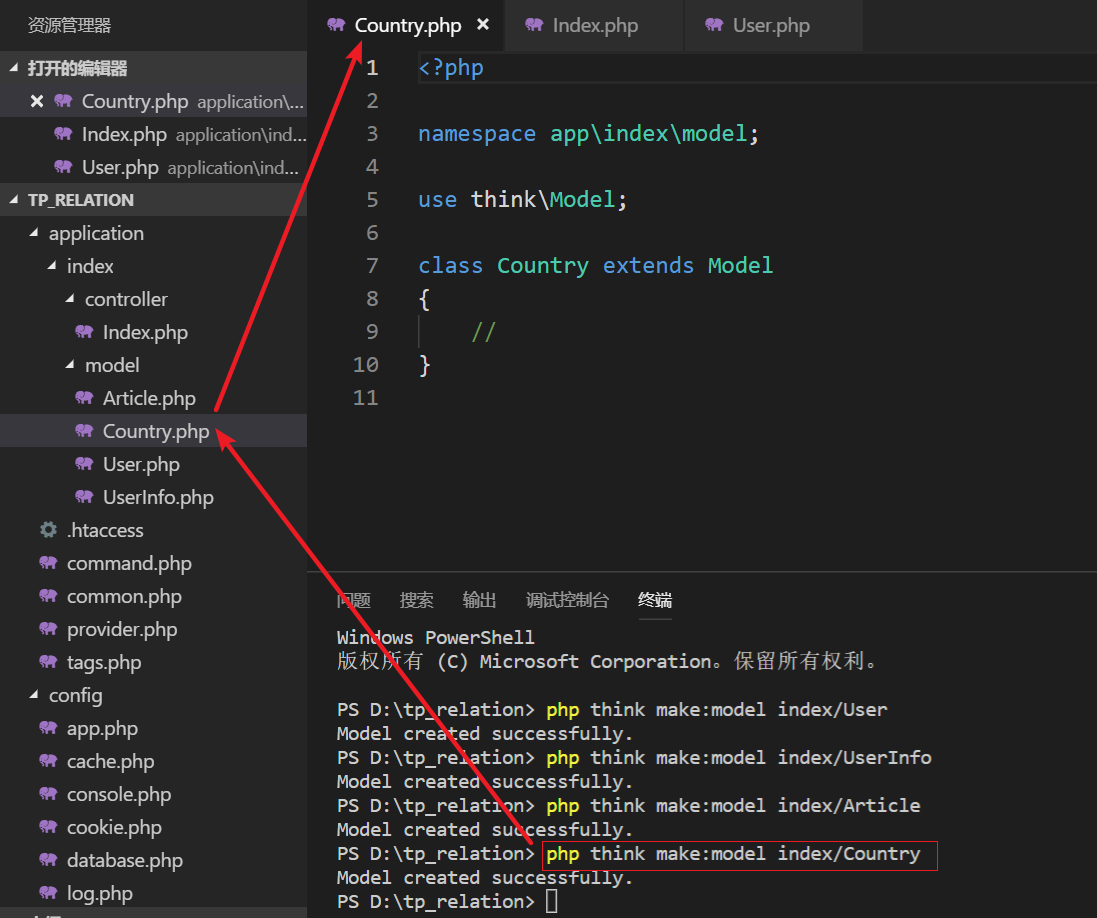 资源管理器
打开的编辑器
Country.php application\...
Index.php application\ind...
User.php application\ind...
TP_RELATION
application
index
controller
Index.php
model
Article.php
Country.php
User.php
UserInfo.php
.htaccess
command.php
common.php
provider.php
tags.php
config
app.php
cache.php
console.php
cookie.php
database.php
log.php
Country.php Index.php User.php
1 <?php
2
3 namespace app\index\model;
4
5 use think\Model;
6
7 class Country extends Model
8 {
9 //
10 }
11
问题 搜索 输出 调试控制台 终端
Windows PowerShell
版权所有 (C) Microsoft Corporation。保留所有权利。
PS D:\tp_relation> php think make:model index/User
Model created successfully.
PS D:\tp_relation> php think make:model index/UserInfo
Model created successfully.
PS D:\tp_relation> php think make:model index/Article
Model created successfully.
PS D:\tp_relation> php think make:model index/Country
Model created successfully.
PS D:\tp_relation>